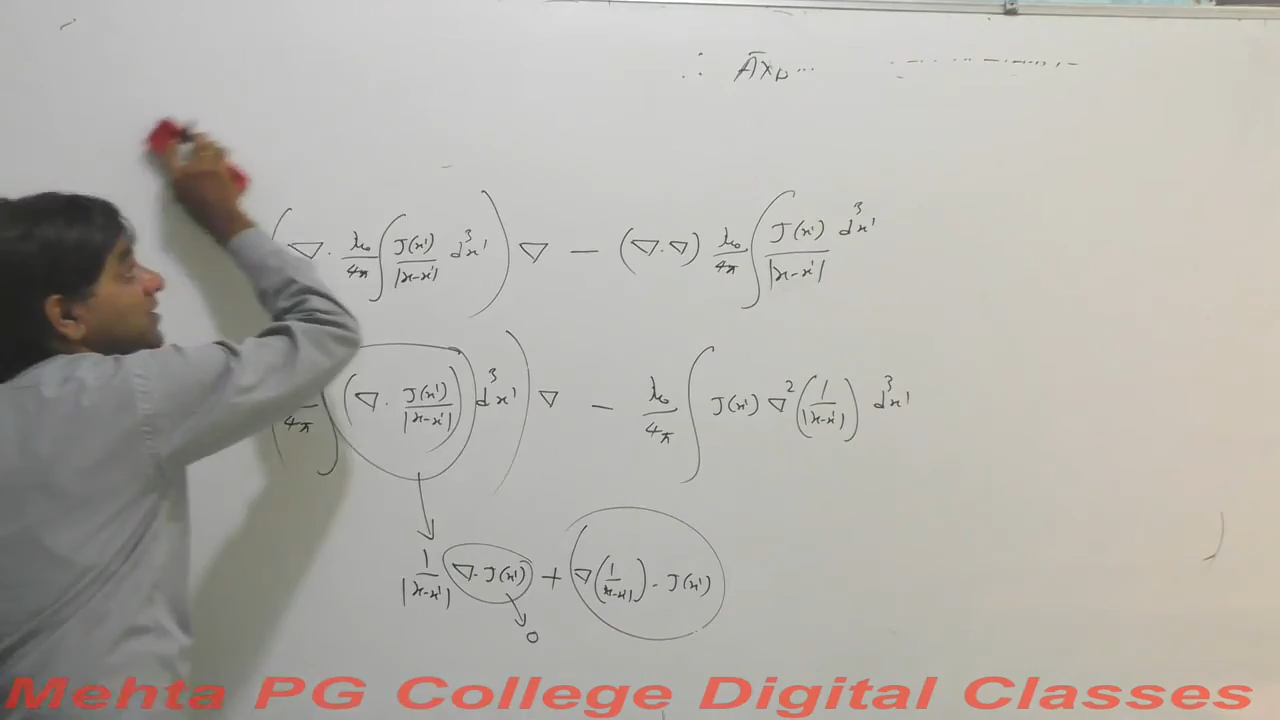 ∴ A̅x
(∇ · μ₀/4π ∫ J(x')/|x-x'| d³x') ∇ — (∇.∇) μ₀/4π ∫ J(x')/|x-x'| d³x'
4π ∫ (∇ · J(x')/|x-x'|) d³x') ∇ — μ₀/4π ∫ J(x') ∇² (1/|x-x'|) d³x'
1/|x-x'| ∇·J(x') + ∇(1/|x-x'|) - J(x')
0
Mehta PG College Digital Classes